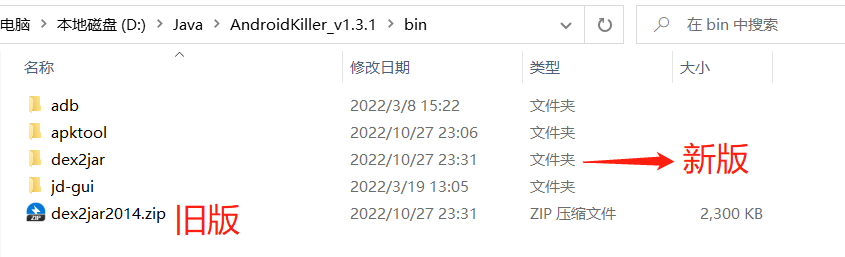 电脑 > 本地磁盘 (D:) > Java > AndroidKiller_v1.3.1 > bin
在 bin 中搜索
名称 修改日期 类型 大小
adb 2022/3/8 15:22 文件夹
apktool 2022/10/27 23:06 文件夹
dex2jar 2022/10/27 23:31 文件夹 新版
jd-gui 2022/3/19 13:05 文件夹
dex2jar2014.zip 旧版 2022/10/27 23:31 ZIP 压缩文件 2,300 KB